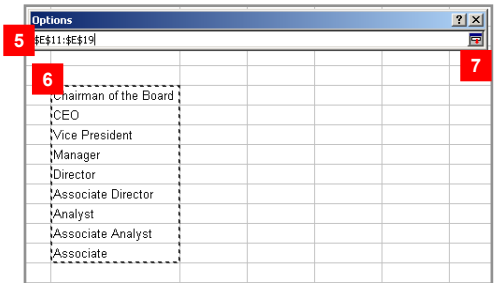 Options
5
$E$11:$E$19
7
6
Chairman of the Board
CEO
Vice President
Manager
Director
Associate Director
Analyst
Associate Analyst
Associate